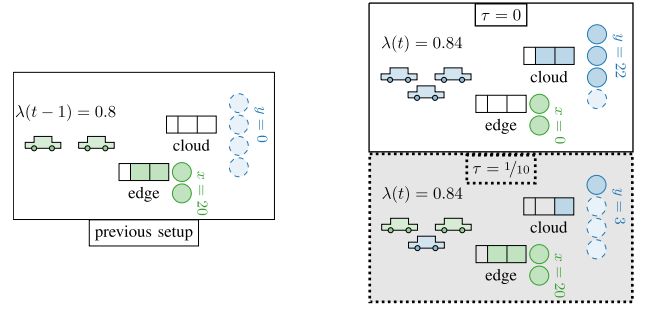 λ(t − 1) = 0.8
y = 0
cloud
edge
x = 20
previous setup
τ = 0
λ(t) = 0.84
y = 22
cloud
edge
x = 0
τ = 1/10
λ(t) = 0.84
y = 3
cloud
edge
x = 20